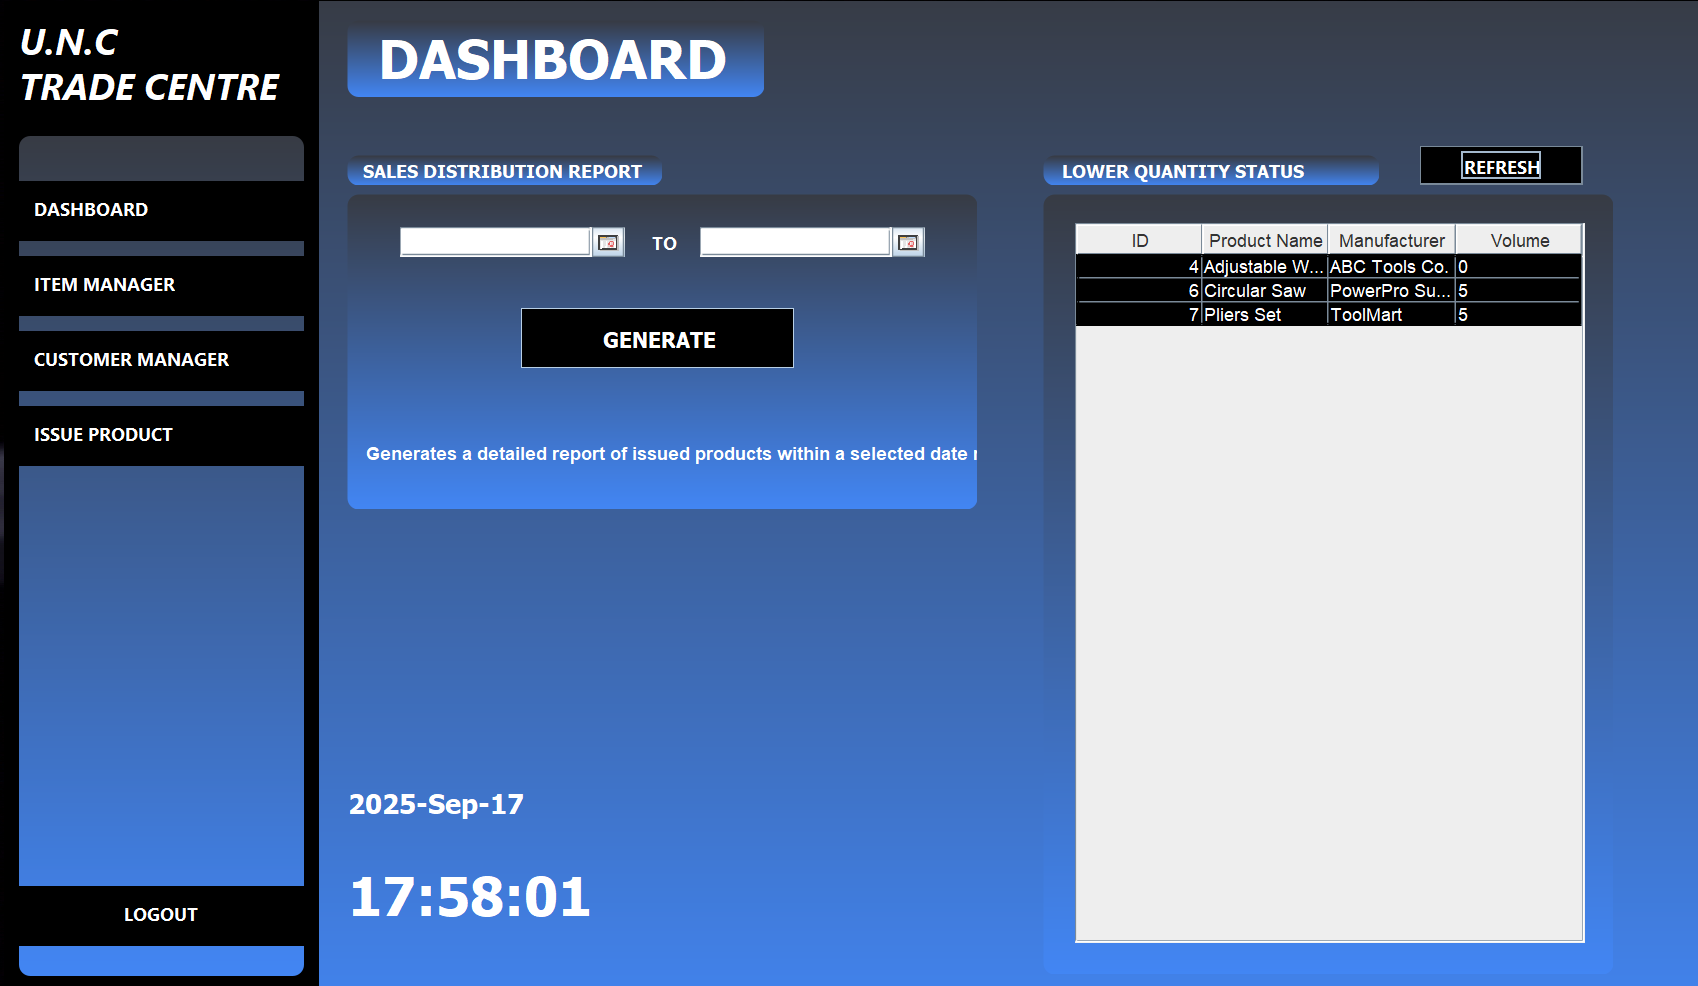 U.N.C
TRADE CENTRE
DASHBOARD
ITEM MANAGER
CUSTOMER MANAGER
ISSUE PRODUCT
LOGOUT
DASHBOARD
SALES DISTRIBUTION REPORT
TO
GENERATE
Generates a detailed report of issued products within a selected date
2025-Sep-17
17:58:01
LOWER QUANTITY STATUS
REFRESH
ID Product Name Manufacturer Volume
4 Adjustable W... ABC Tools Co. 0
6 Circular Saw PowerPro Su... 5
7 Pliers Set ToolMart 5